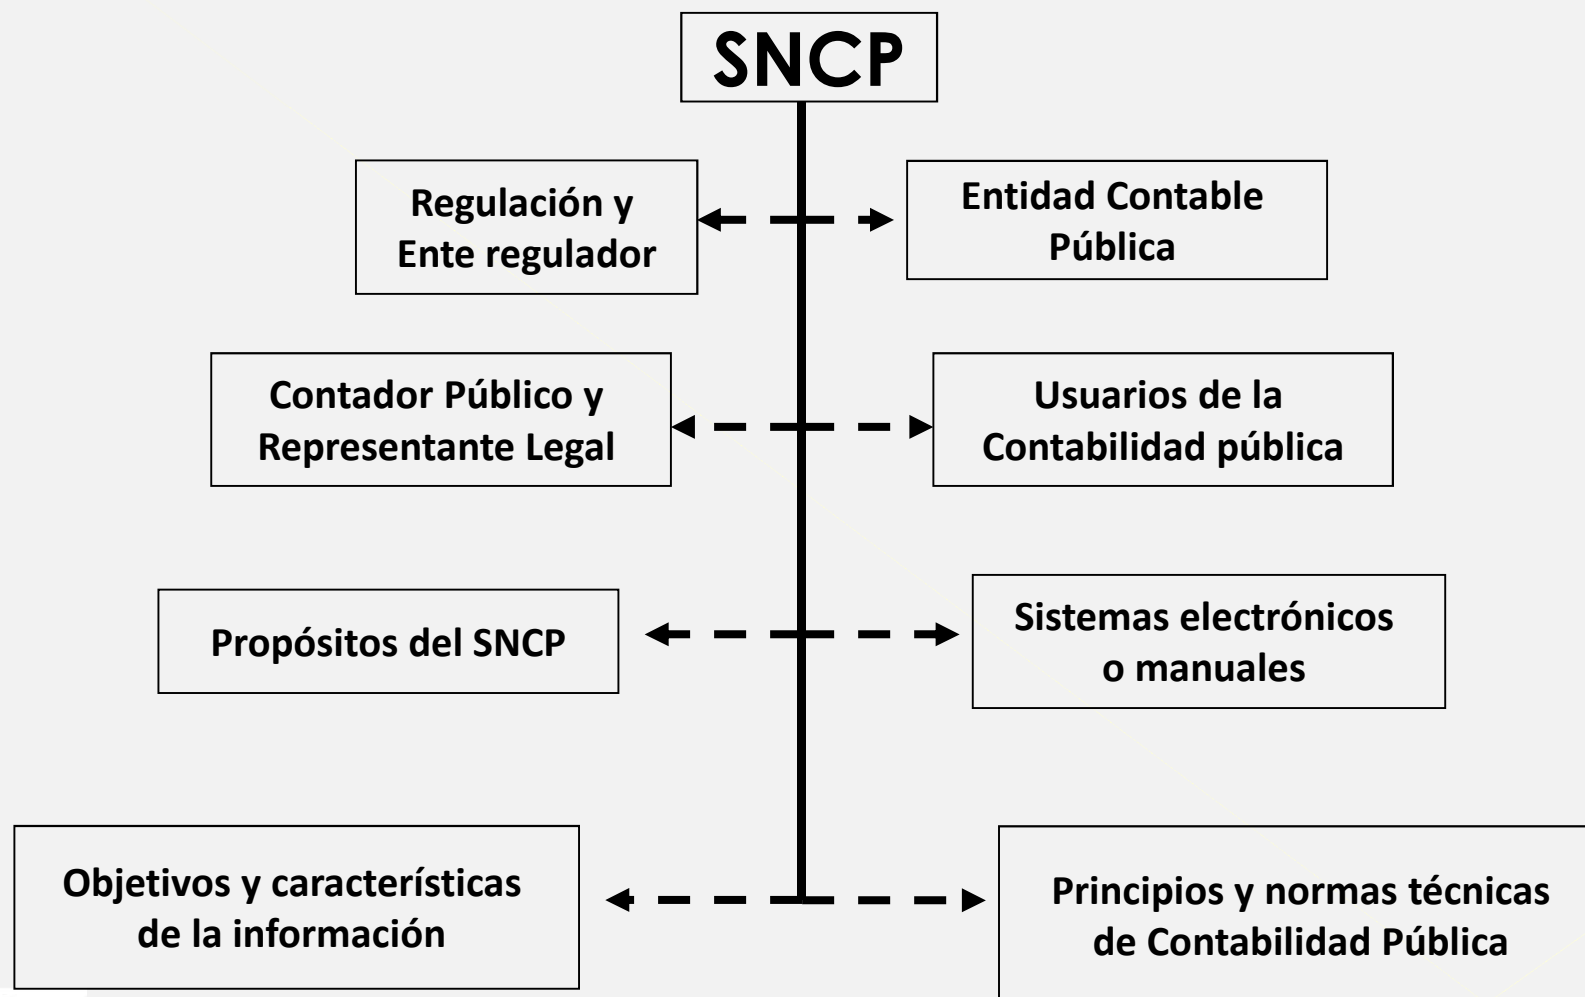 SNCP
Regulación y
Ente regulador
Entidad Contable
Pública
Contador Público y
Representante Legal
Usuarios de la
Contabilidad pública
Propósitos del SNCP
Sistemas electrónicos
o manuales
Objetivos y características
de la información
Principios y normas técnicas
de Contabilidad Pública